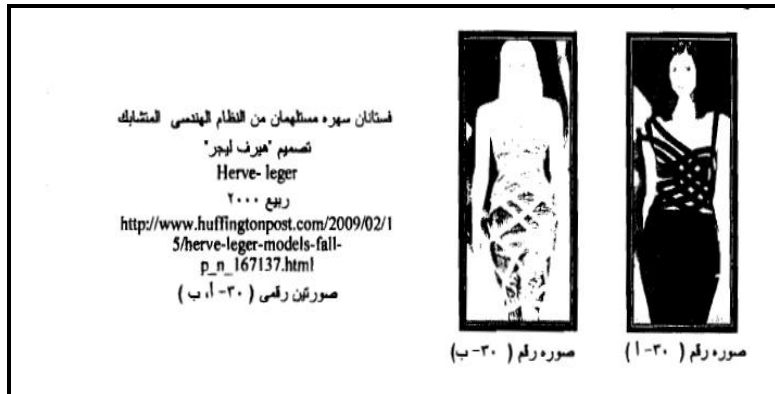 فستانان سهره مستلهمان من النظام الهندسى المتشابك
تصميم "هيرف ليجر"
Herve- leger
ربيع ٢٠٠٠
http://www.huffingtonpost.com/2009/02/1
5/herve-leger-models-fall-
p_n_167137.html
صورتين رقمى ( ٣٠- أ، ب )
صوره رقم ( ٣٠- أ )
صوره رقم ( ٣٠- ب)